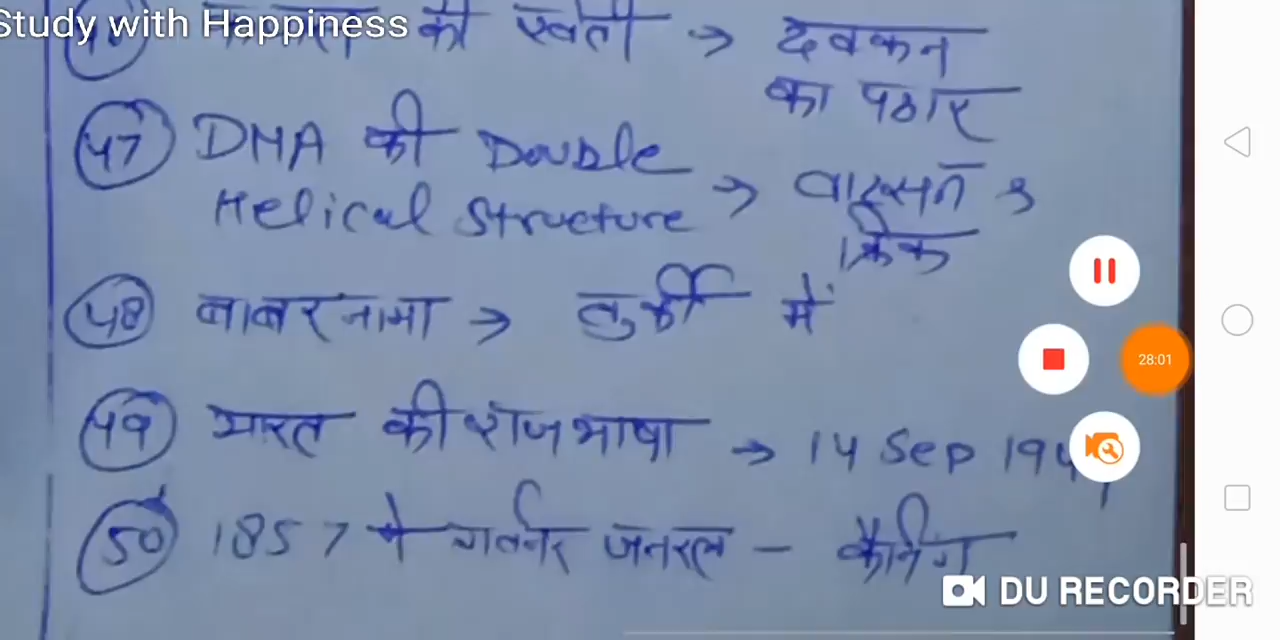 Study with Happiness
की खेती → दक्कन
का पठार
47 DNA की Double
Helical Structure → वाटसन &
क्रिक
48 बाबरनामा → तुर्की में
49 भारत की राजभाषा → 14 Sep
50 1857 मे गवर्नर जनरल - कैनिंग
28:01
DU RECORDER